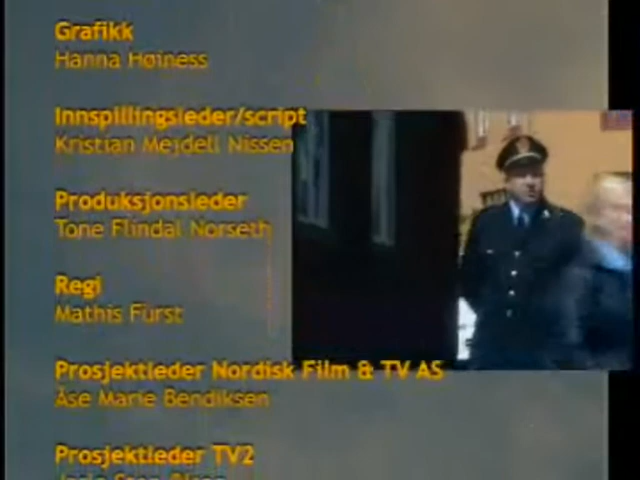 Grafikk
Hanna Høiness
Innspillingsleder/script
Kristian Mejdell Nissen
Produksjonsleder
Tone Flindal Norseth
Regi
Mathis Fürst
Prosjektleder Nordisk Film & TV AS
Åse Marie Bendiksen
Prosjektleder TV2